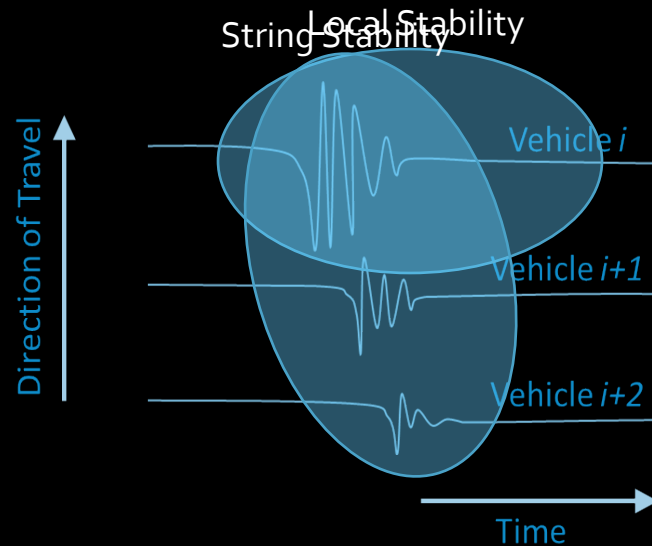 Local Stability
String Stability
Direction of Travel
Vehicle i
Vehicle i+1
Vehicle i+2
Time